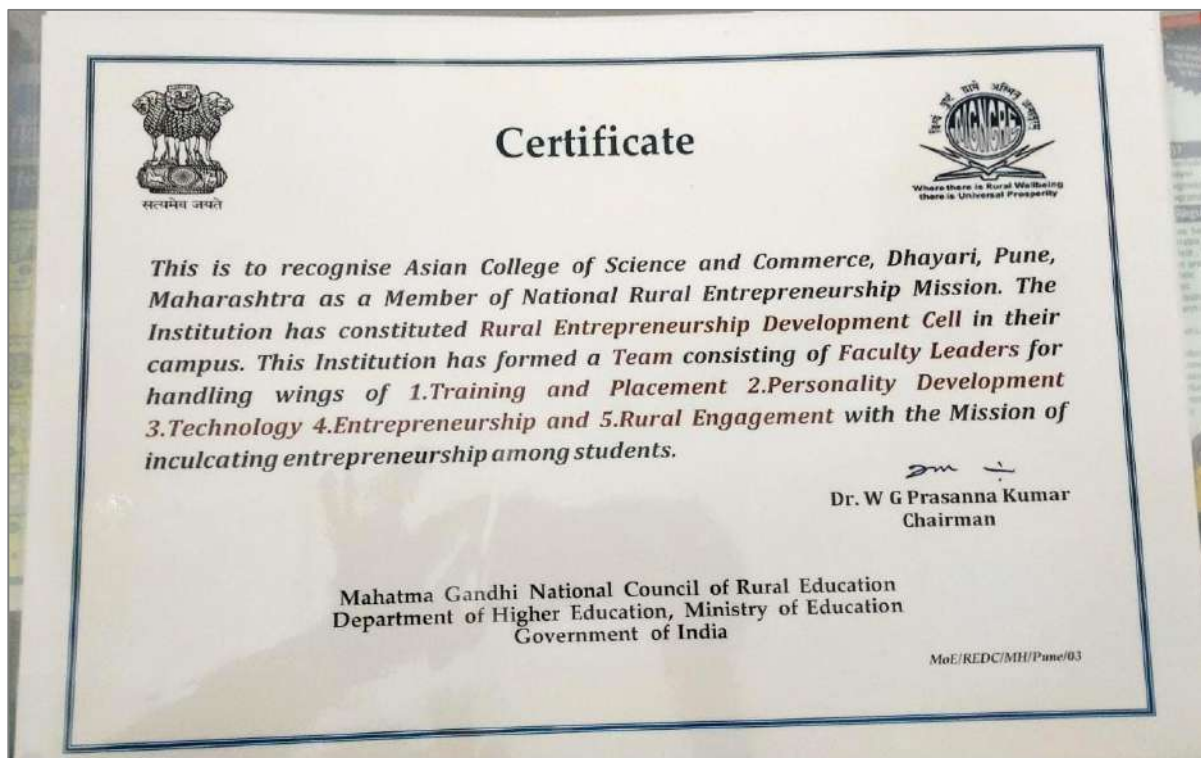 Certificate
सत्यमेव जयते
MGNCRE
Where there is Rural Wellbeing
there is Universal Prosperity
This is to recognise Asian College of Science and Commerce, Dhayari, Pune,
Maharashtra as a Member of National Rural Entrepreneurship Mission. The
Institution has constituted Rural Entrepreneurship Development Cell in their
campus. This Institution has formed a Team consisting of Faculty Leaders for
handling wings of 1.Training and Placement 2.Personality Development
3.Technology 4.Entrepreneurship and 5.Rural Engagement with the Mission of
inculcating entrepreneurship among students.
Dr. W G Prasanna Kumar
Chairman
Mahatma Gandhi National Council of Rural Education
Department of Higher Education, Ministry of Education
Government of India
MoE/REDC/MH/Pune/03